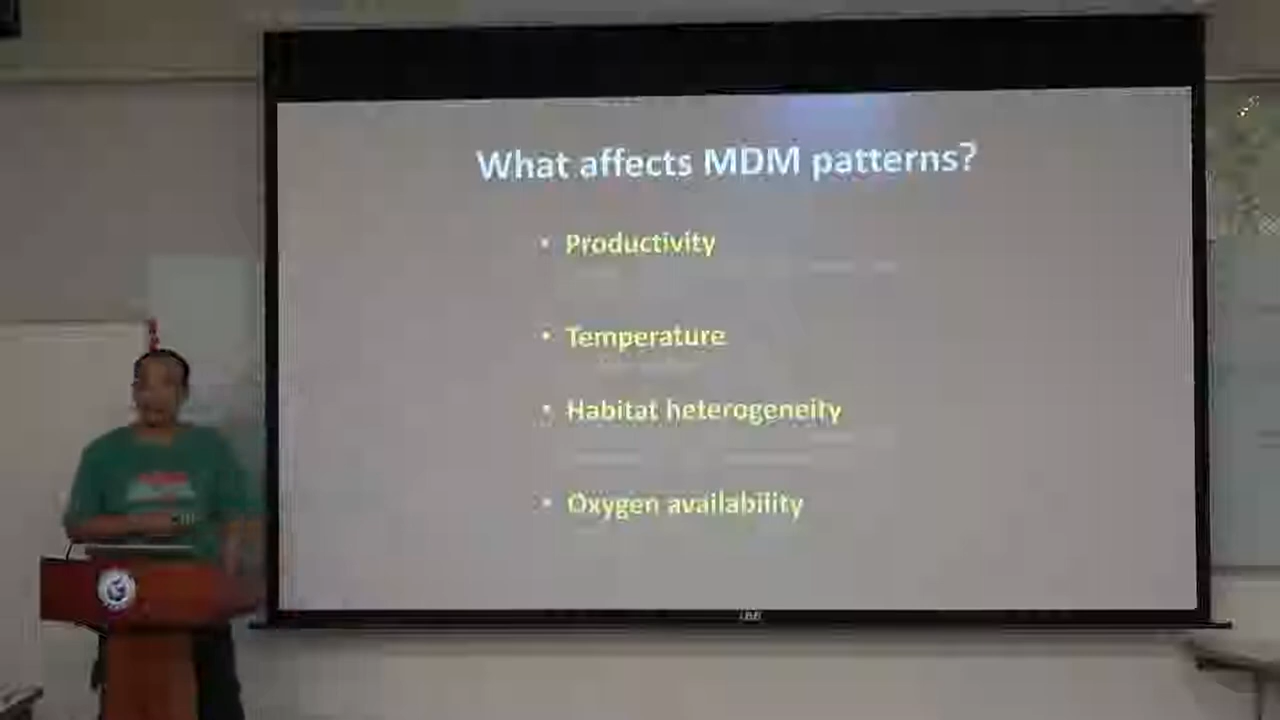 What affects MDM patterns?
• Productivity
• Temperature
• Habitat heterogeneity
• Oxygen availability